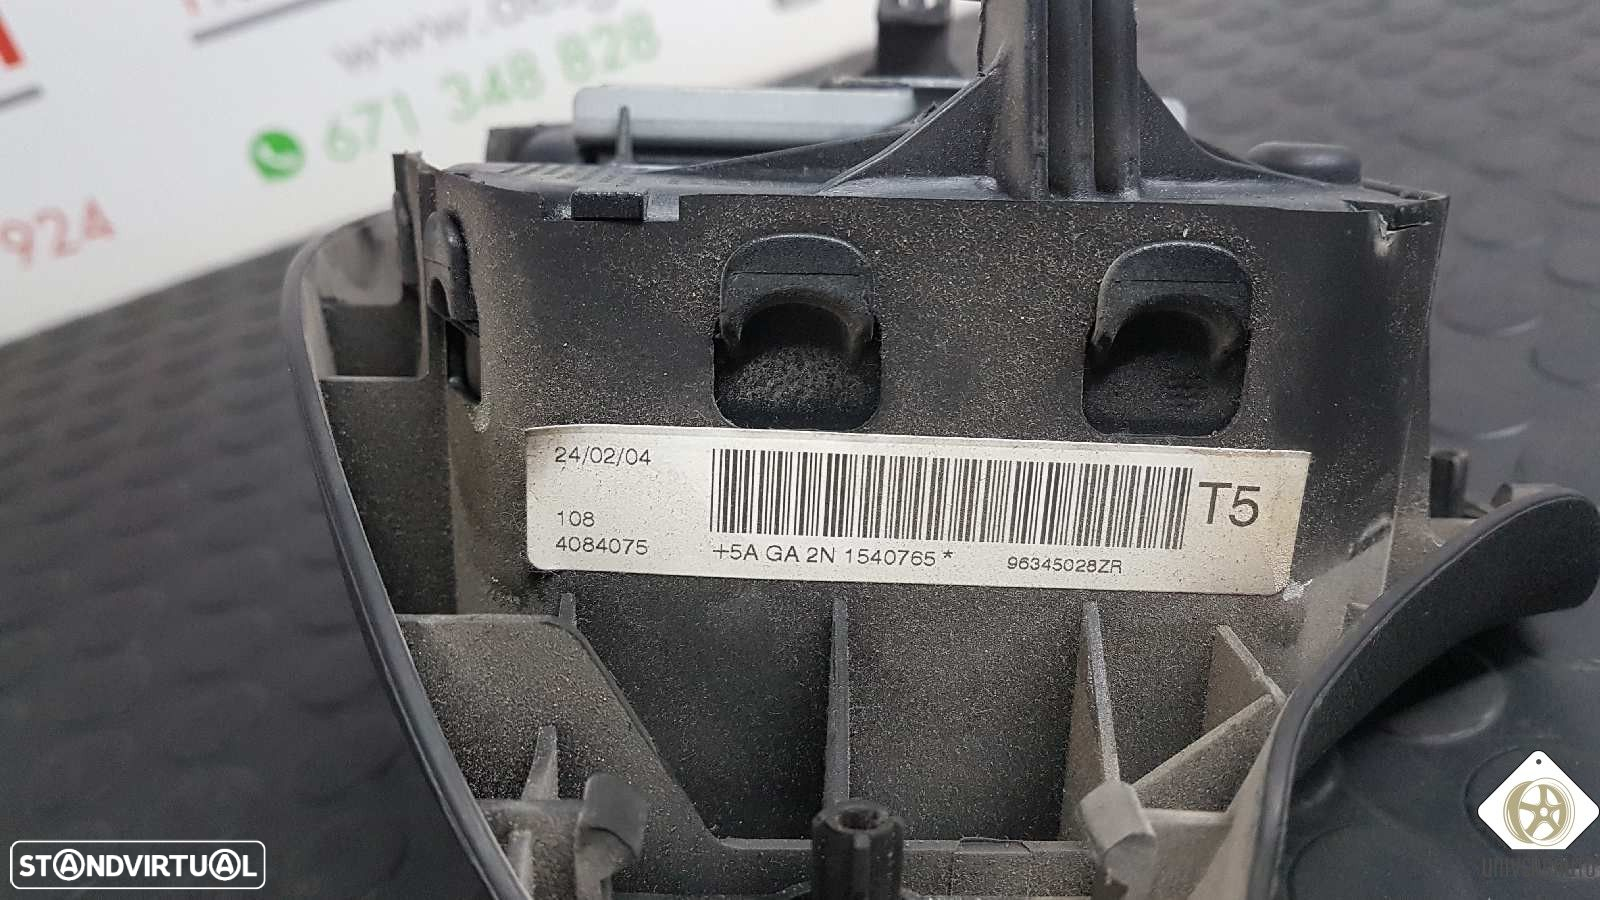 671 348 828
924
24/02/04
T5
108
4084075
+5A GA 2N 1540765 *
96345028ZR
STANDVIRTUAL